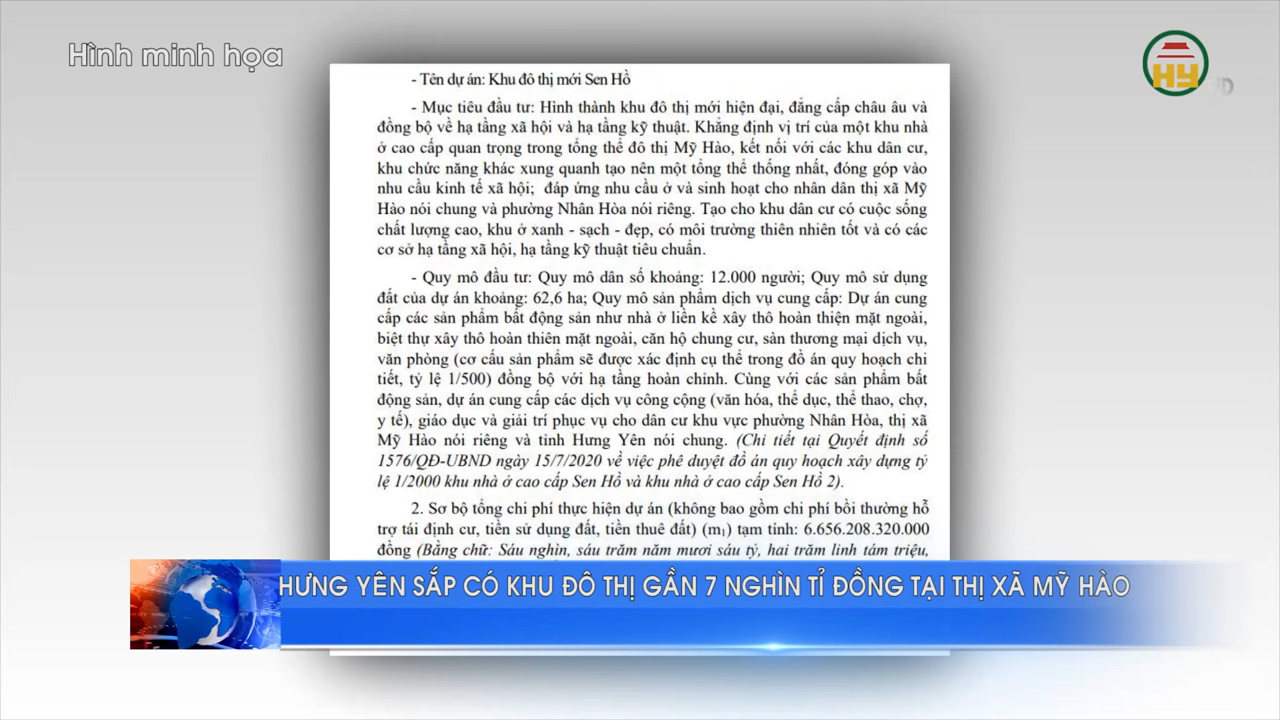 Hình minh họa
HY
HD
- Tên dự án: Khu đô thị mới Sen Hồ
- Mục tiêu đầu tư: Hình thành khu đô thị mới hiện đại, đẳng cấp châu âu và
đồng bộ về hạ tầng xã hội và hạ tầng kỹ thuật. Khẳng định vị trí của một khu nhà
ở cao cấp quan trọng trong tổng thể đô thị Mỹ Hào, kết nối với các khu dân cư,
khu chức năng khác xung quanh tạo nên một tổng thể thống nhất, đóng góp vào
nhu cầu kinh tế xã hội; đáp ứng nhu cầu ở và sinh hoạt cho nhân dân thị xã Mỹ
Hào nói chung và phường Nhân Hòa nói riêng. Tạo cho khu dân cư có cuộc sống
chất lượng cao, khu ở xanh - sạch - đẹp, có môi trường thiên nhiên tốt và có các
cơ sở hạ tầng xã hội, hạ tầng kỹ thuật tiêu chuẩn.
- Quy mô đầu tư: Quy mô dân số khoảng: 12.000 người; Quy mô sử dụng
đất của dự án khoảng: 62,6 ha; Quy mô sản phẩm dịch vụ cung cấp: Dự án cung
cấp các sản phẩm bất động sản như nhà ở liền kề xây thô hoàn thiện mặt ngoài,
biệt thự xây thô hoàn thiên mặt ngoài, căn hộ chung cư, sàn thương mại dịch vụ,
văn phòng (cơ cấu sản phẩm sẽ được xác định cụ thể trong đồ án quy hoạch chi
tiết, tỷ lệ 1/500) đồng bộ với hạ tầng hoàn chỉnh. Cùng với các sản phẩm bất
động sản, dự án cung cấp các dịch vụ công cộng (văn hóa, thể dục, thể thao, chợ,
y tế), giáo dục và giải trí phục vụ cho dân cư khu vực phường Nhân Hòa, thị xã
Mỹ Hào nói riêng và tỉnh Hưng Yên nói chung. (Chi tiết tại Quyết định số
1576/QĐ-UBND ngày 15/7/2020 về việc phê duyệt đồ án quy hoạch xây dựng tỷ
lệ 1/2000 khu nhà ở cao cấp Sen Hồ và khu nhà ở cao cấp Sen Hồ 2).
2. Sơ bộ tổng chi phí thực hiện dự án (không bao gồm chi phí bồi thường hỗ
trợ tái định cư, tiền sử dụng đất, tiền thuê đất) (m1) tạm tính: 6.656.208.320.000
đồng (Bằng chữ: Sáu nghìn, sáu trăm năm mươi sáu tỷ, hai trăm linh tám triệu,
HƯNG YÊN SẮP CÓ KHU ĐÔ THỊ GẦN 7 NGHÌN TỈ ĐỒNG TẠI THỊ XÃ MỸ HÀO